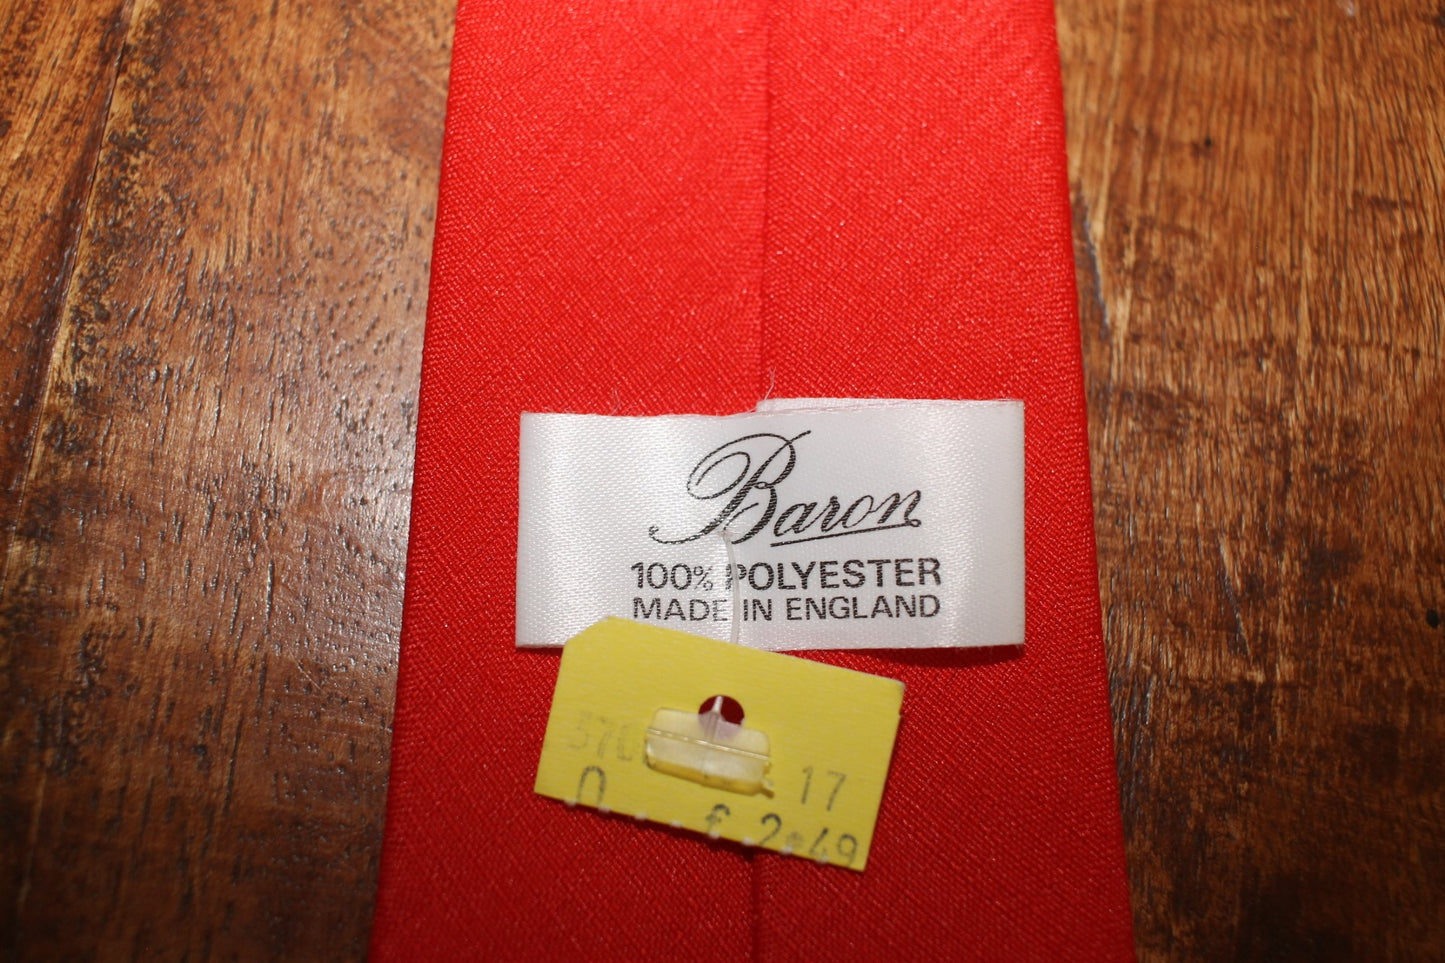 Baron
100% POLYESTER
MADE IN ENGLAND
17
£ 2.49